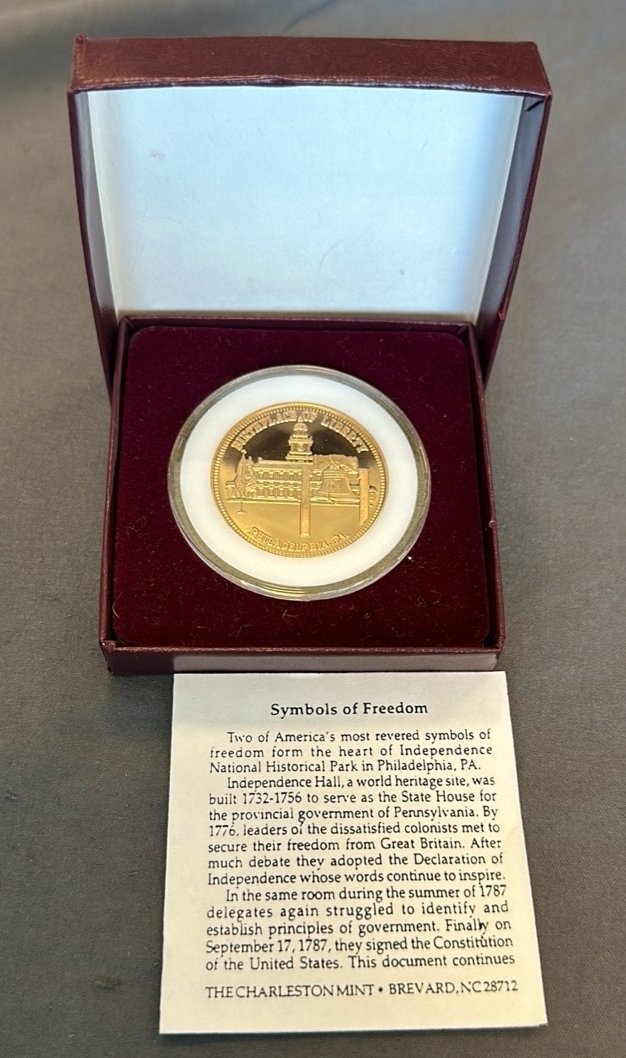 BIRTHPLACE OF LIBERTY
PHILADELPHIA, PA.
Symbols of Freedom
Two of America's most revered symbols of
freedom form the heart of Independence
National Historical Park in Philadelphia, PA.
Independence Hall, a world heritage site, was
built 1732-1756 to serve as the State House for
the provincial government of Pennsylvania. By
1776, leaders of the dissatisfied colonists met to
secure their freedom from Great Britain. After
much debate they adopted the Declaration of
Independence whose words continue to inspire.
In the same room during the summer of 1787
delegates again struggled to identify and
establish principles of government. Finally on
September 17, 1787, they signed the Constitution
of the United States. This document continues
THE CHARLESTON MINT • BREVARD, NC 28712